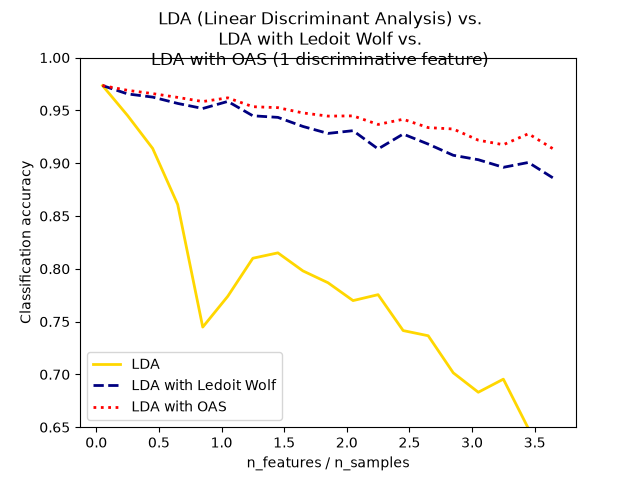 LDA (Linear Discriminant Analysis) vs.
LDA with Ledoit Wolf vs.
LDA with OAS (1 discriminative feature)
1.00
0.95
0.90
0.85
0.80
0.75
0.70
0.65
Classification accuracy
LDA
LDA with Ledoit Wolf
LDA with OAS
0.0 0.5 1.0 1.5 2.0 2.5 3.0 3.5
n_features / n_samples